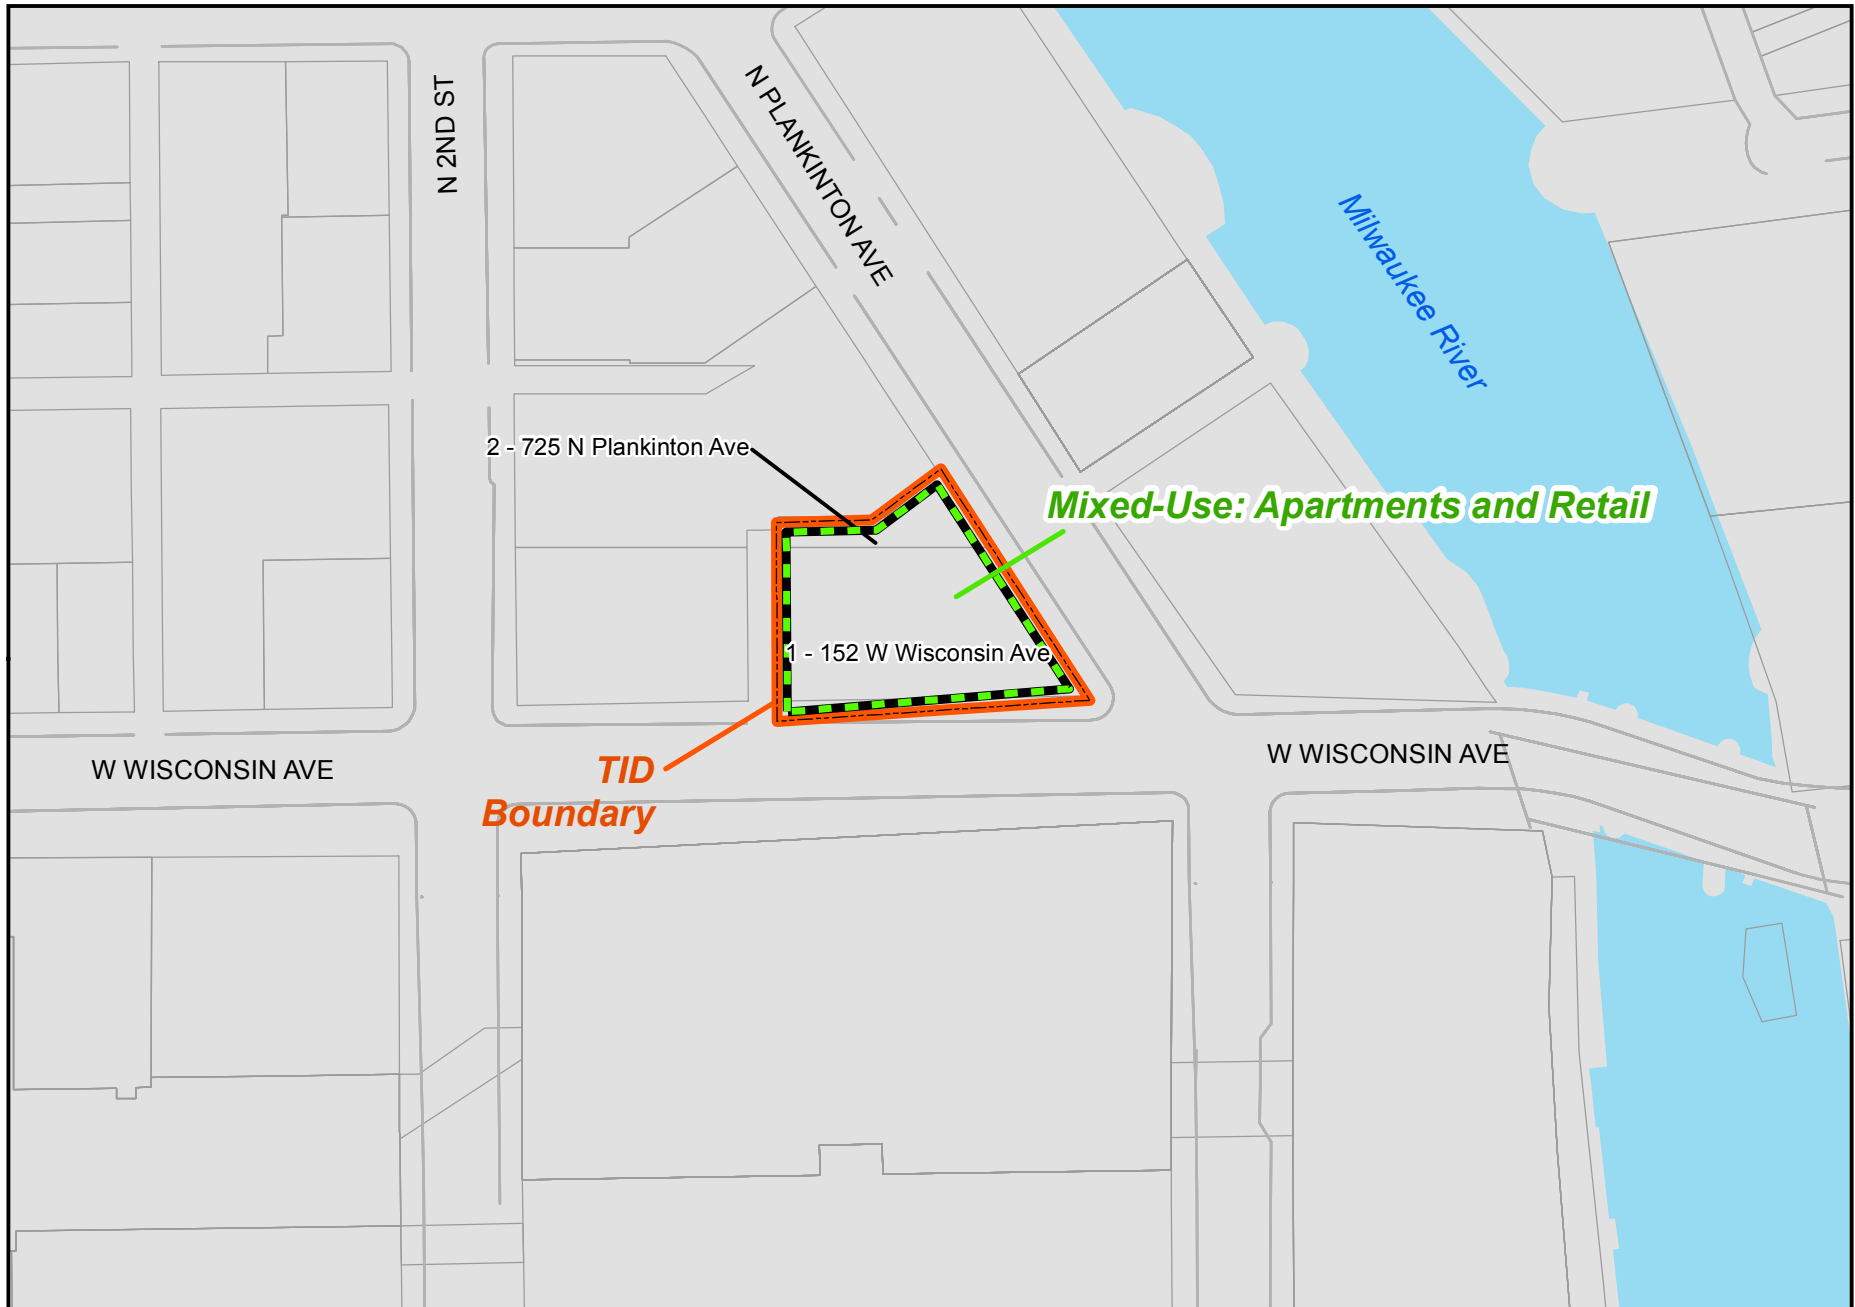 N 2ND ST
N PLANKINTON AVE
Milwaukee River
2 - 725 N Plankinton Ave
Mixed-Use: Apartments and Retail
1 - 152 W Wisconsin Ave
TID
Boundary
W WISCONSIN AVE
W WISCONSIN AVE